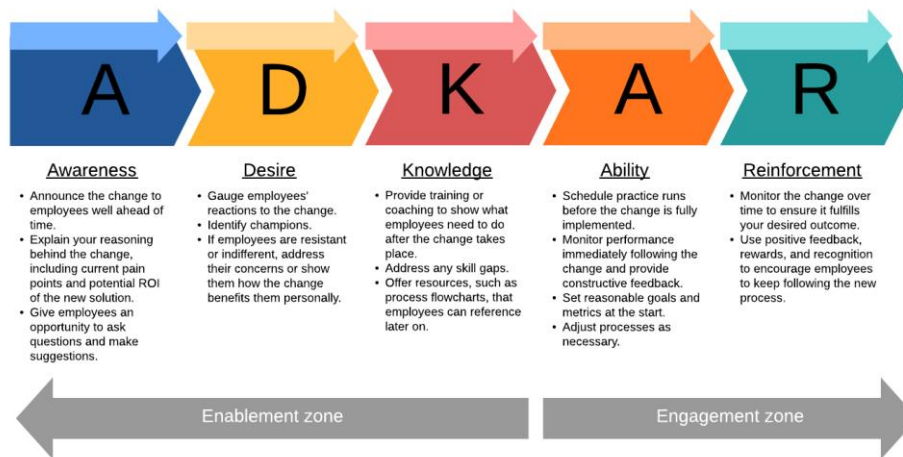 A
D
K
A
R
Awareness
• Announce the change to
employees well ahead of
time.
• Explain your reasoning
behind the change,
including current pain
points and potential ROI
of the new solution.
• Give employees an
opportunity to ask
questions and make
suggestions.
Desire
• Gauge employees'
reactions to the change.
• Identify champions.
• If employees are resistant
or indifferent, address
their concerns or show
them how the change
benefits them personally.
Knowledge
• Provide training or
coaching to show what
employees need to do
after the change takes
place.
• Address any skill gaps.
• Offer resources, such as
process flowcharts, that
employees can reference
later on.
Ability
• Schedule practice runs
before the change is fully
implemented.
• Monitor performance
immediately following the
change and provide
constructive feedback.
• Set reasonable goals and
metrics at the start.
• Adjust processes as
necessary.
Reinforcement
• Monitor the change over
time to ensure it fulfills
your desired outcome.
• Use positive feedback,
rewards, and recognition
to encourage employees
to keep following the new
process.
Enablement zone
Engagement zone